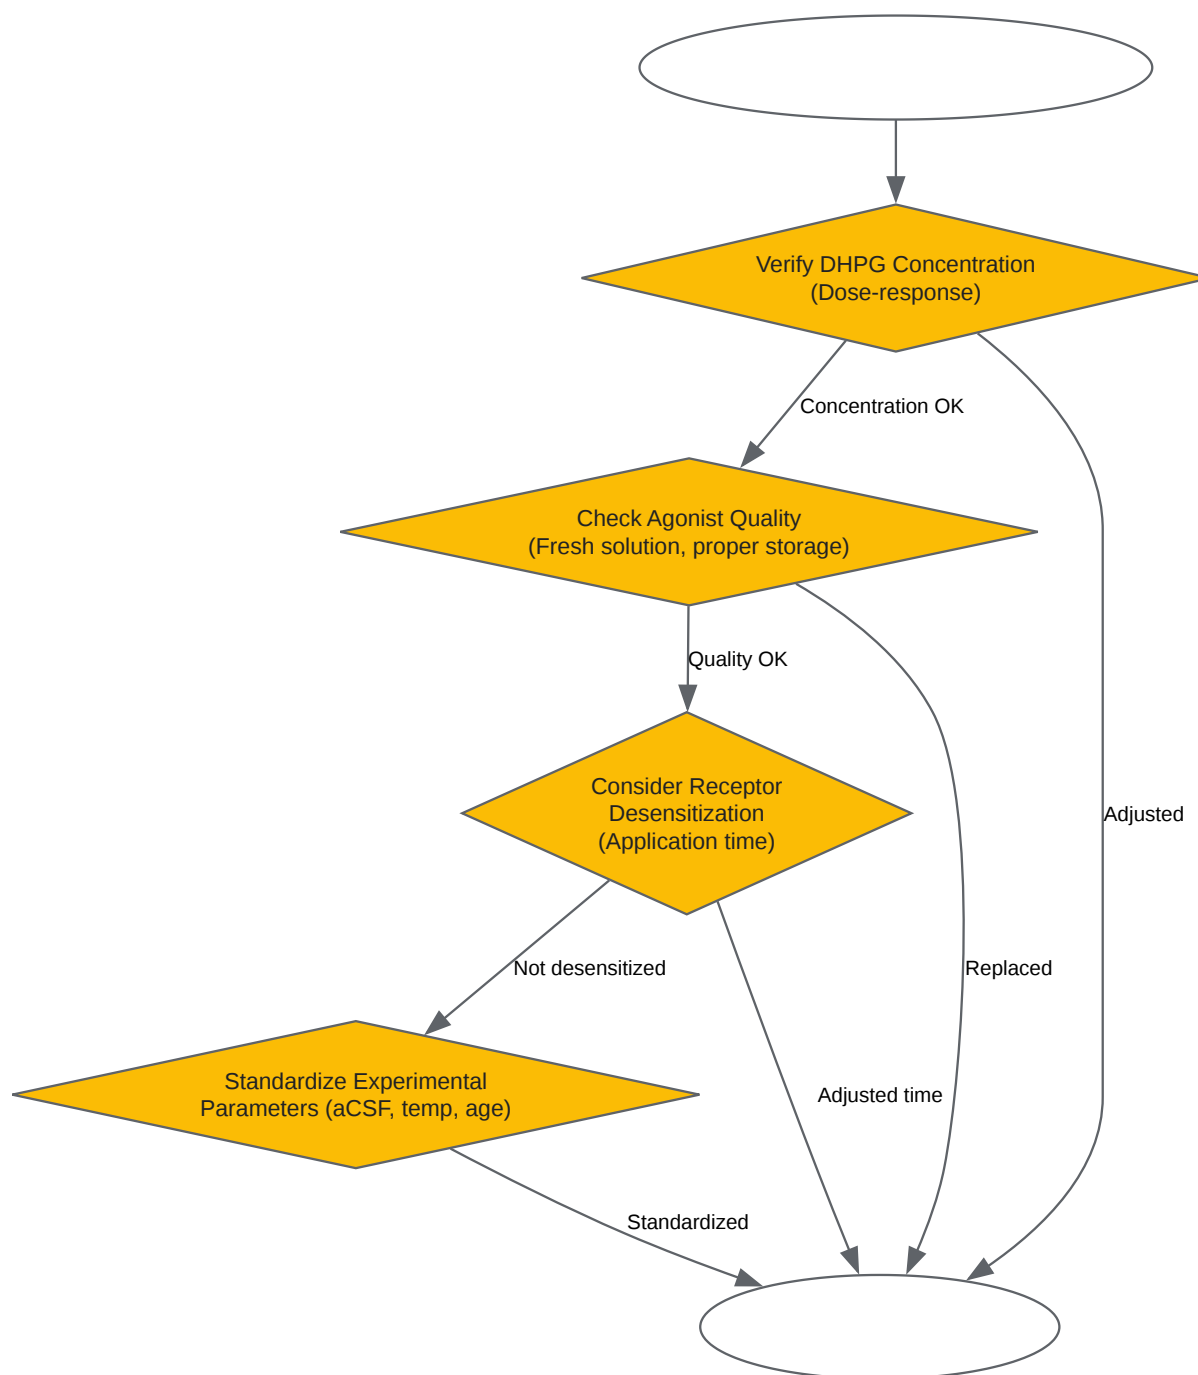 Verify DHPG Concentration
(Dose-response)
Concentration OK
Check Agonist Quality
(Fresh solution, proper storage)
Quality OK
Consider Receptor
Desensitization
(Application time)
Adjusted
Not desensitized
Replaced
Standardize Experimental
Parameters (aCSF, temp, age)
Adjusted time
Standardized